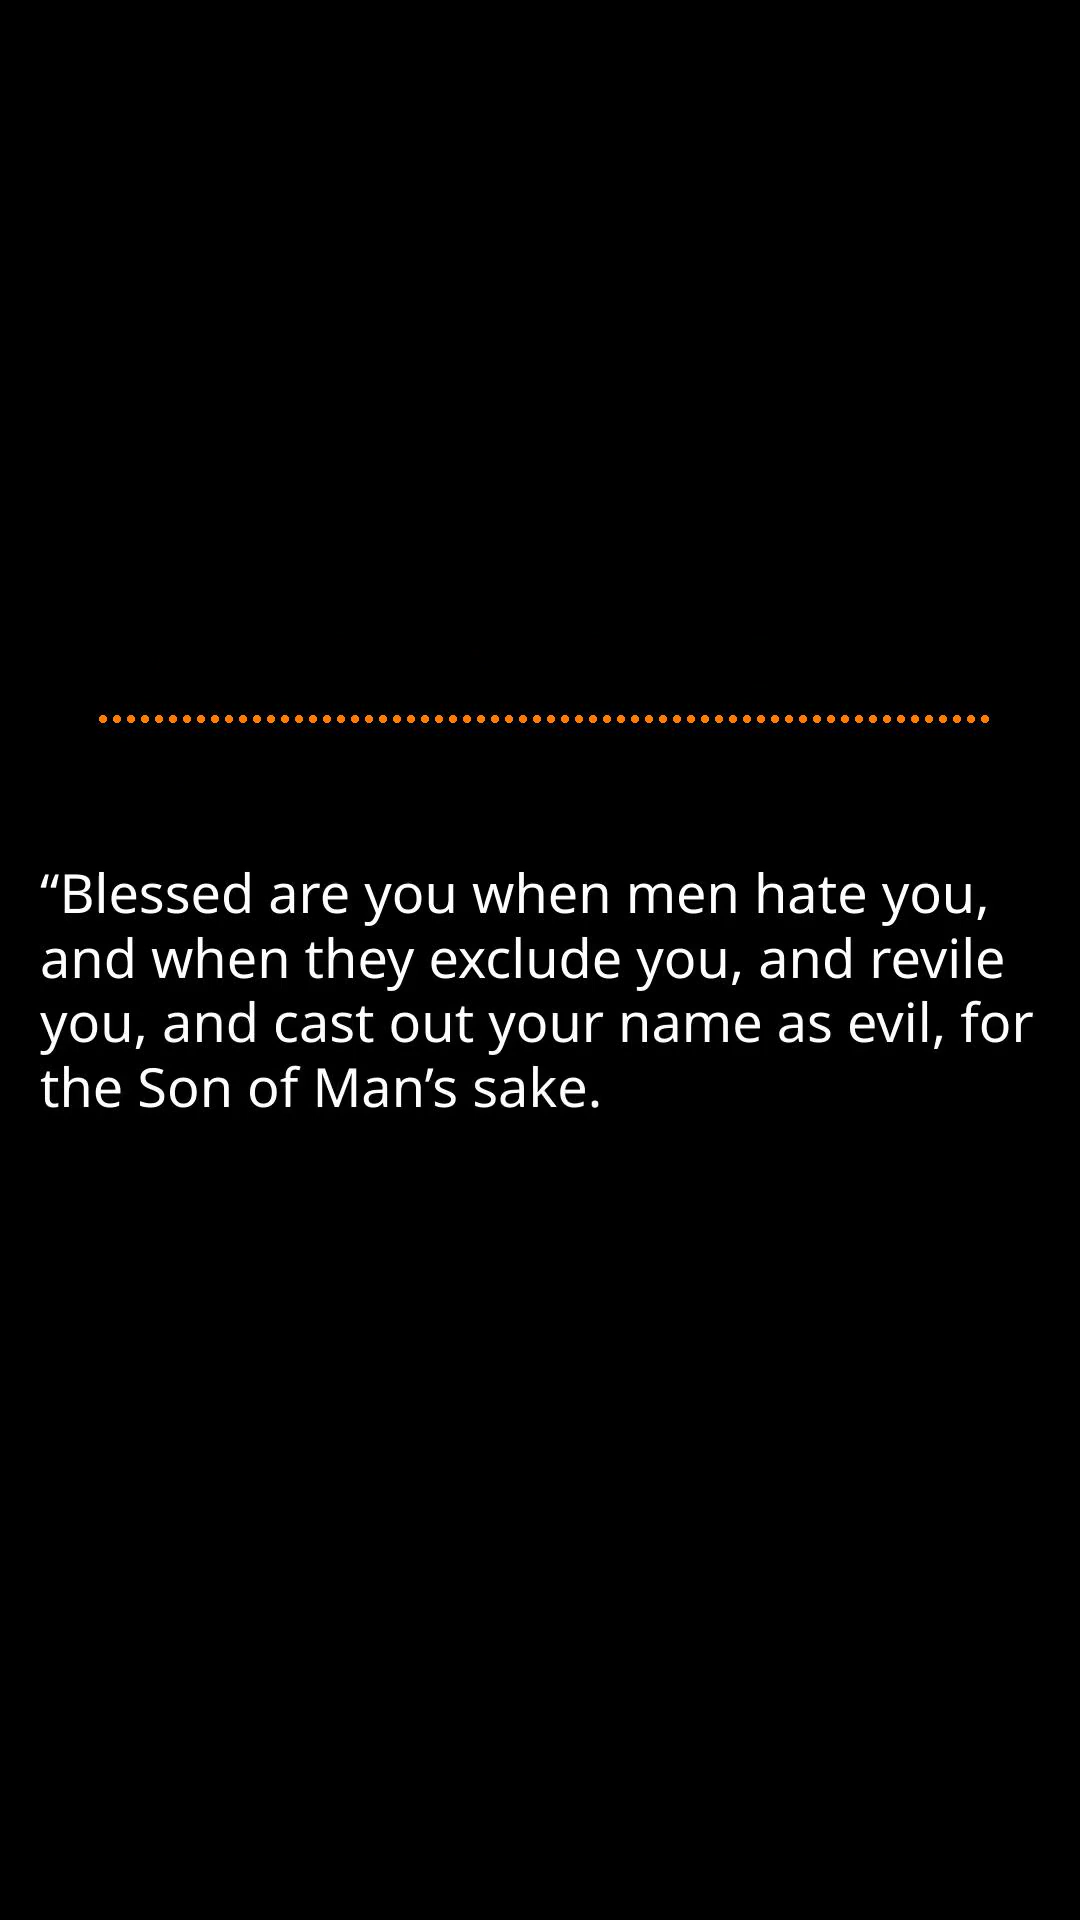 “Blessed are you when men hate you,
and when they exclude you, and revile
you, and cast out your name as evil, for
the Son of Man’s sake.